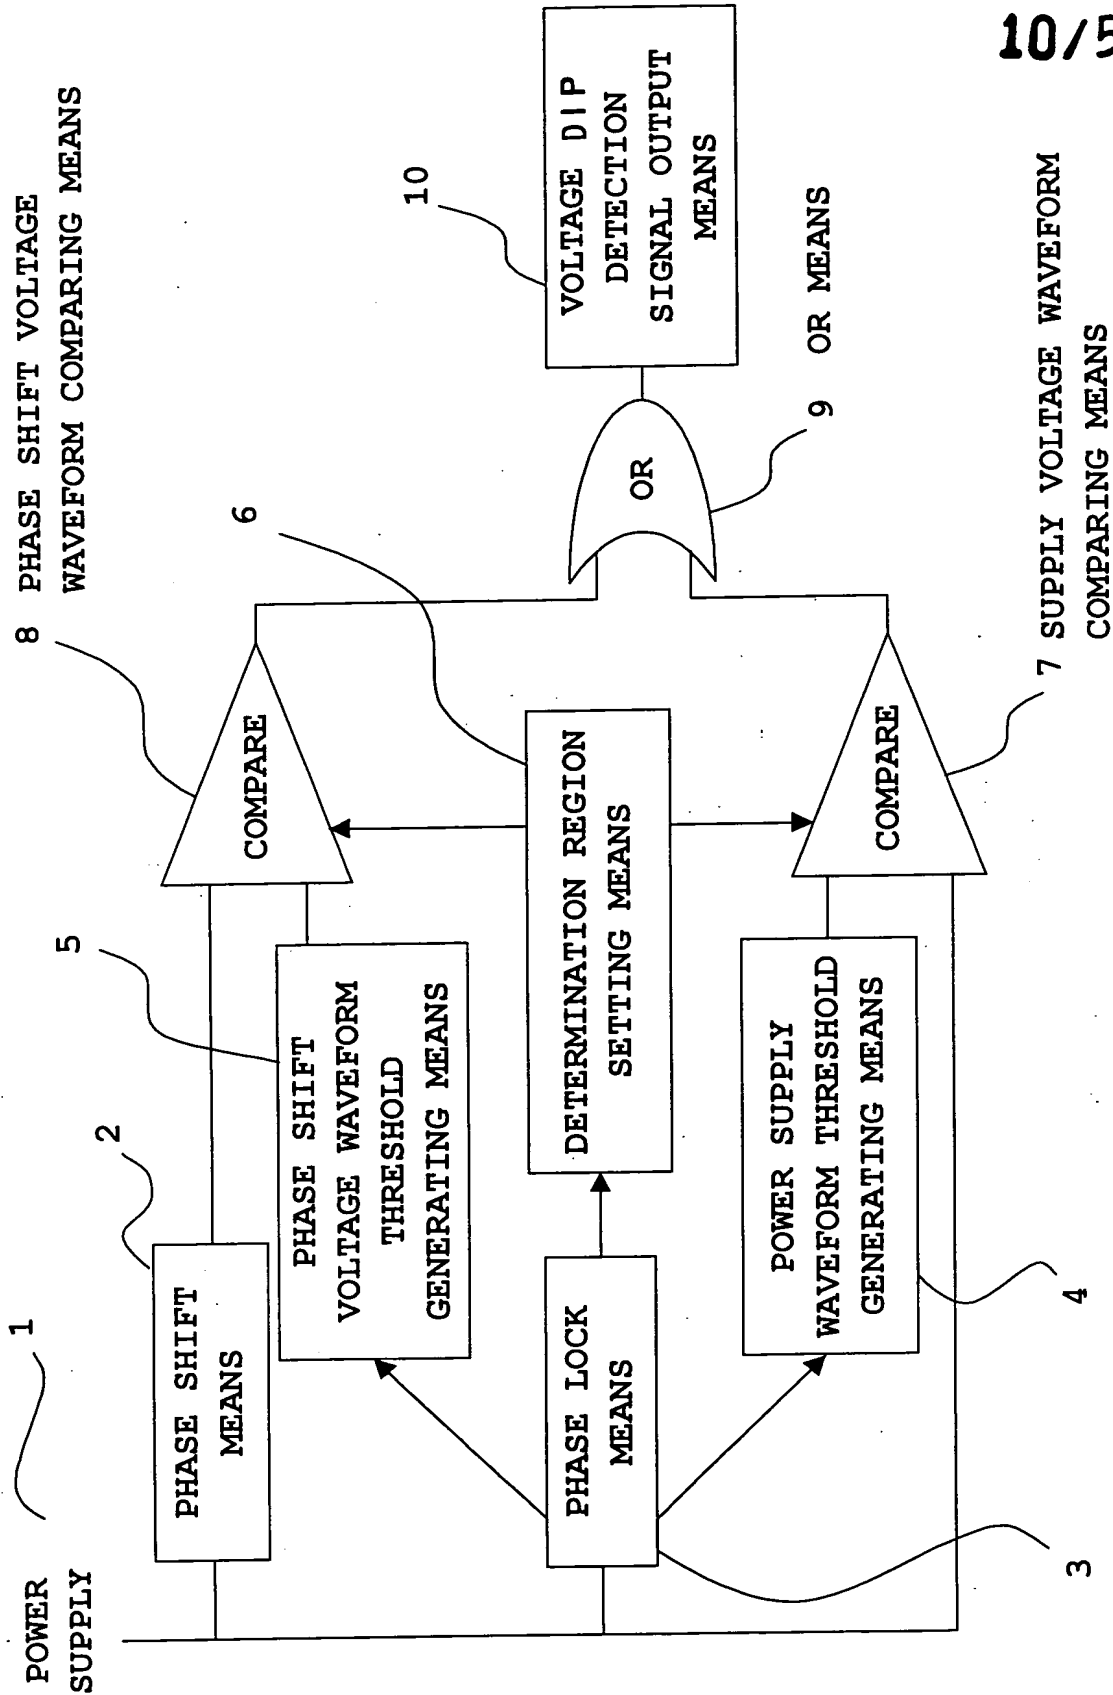 10/5
POWER
SUPPLY
1
2
PHASE SHIFT
MEANS
5
PHASE SHIFT
VOLTAGE WAVEFORM
THRESHOLD
GENERATING MEANS
8 PHASE SHIFT VOLTAGE
WAVEFORM COMPARING MEANS
COMPARE
6
DETERMINATION REGION
SETTING MEANS
PHASE LOCK
MEANS
3
POWER SUPPLY
WAVEFORM THRESHOLD
GENERATING MEANS
4
COMPARE
7 SUPPLY VOLTAGE WAVEFORM
COMPARING MEANS
OR
9 OR MEANS
10
VOLTAGE DIP
DETECTION
SIGNAL OUTPUT
MEANS